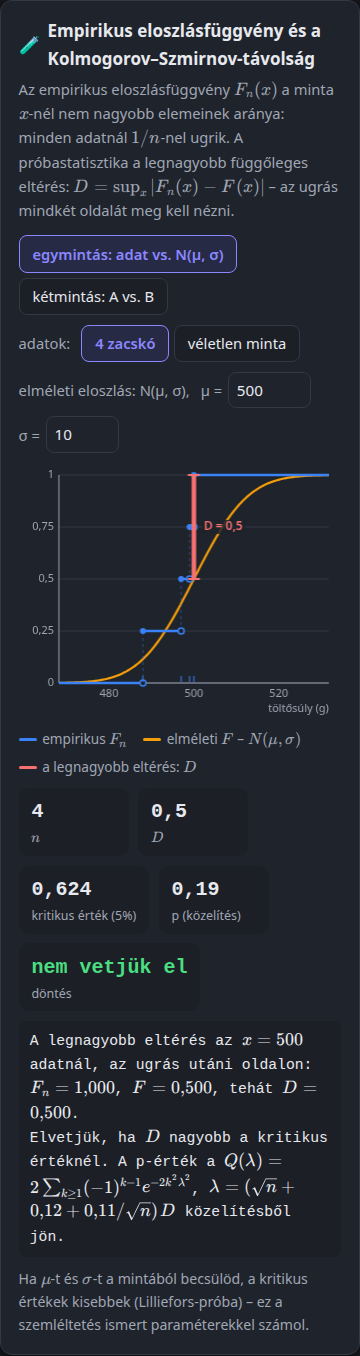 🧪 Empirikus eloszlásfüggvény és a
Kolmogorov–Szmirnov-távolság
Az empirikus eloszlásfüggvény Fₙ(x) a minta
x-nél nem nagyobb elemeinek aránya:
minden adatnál 1/n-nel ugrik. A
próbastatisztika a legnagyobb függőleges
eltérés: D = supₓ |Fₙ(x) − F(x)| – az ugrás
mindkét oldalát meg kell nézni.
egymintás: adat vs. N(μ, σ)
kétmintás: A vs. B
adatok: 4 zacskó véletlen minta
elméleti eloszlás: N(μ, σ), μ = 500
σ = 10
1
0,75
D = 0,5
0,5
0,25
0
480 500 520
töltősúly (g)
empirikus Fₙ elméleti F – N(μ, σ)
a legnagyobb eltérés: D
4 0,5
n D
0,624 0,19
kritikus érték (5%) p (közelítés)
nem vetjük el
döntés
A legnagyobb eltérés az x = 500
adatnál, az ugrás utáni oldalon:
Fₙ = 1,000, F = 0,500, tehát D =
0,500.
Elvetjük, ha D nagyobb a kritikus
értéknél. A p-érték a Q(λ) =
2 ∑_{k≥1}(−1)^{k−1}e^{−2k²λ²}, λ = (√n +
0,12 + 0,11/√n) D közelítésből
jön.
Ha μ-t és σ-t a mintából becsülöd, a kritikus
értékek kisebbek (Lilliefors-próba) – ez a
szemléltetés ismert paraméterekkel számol.